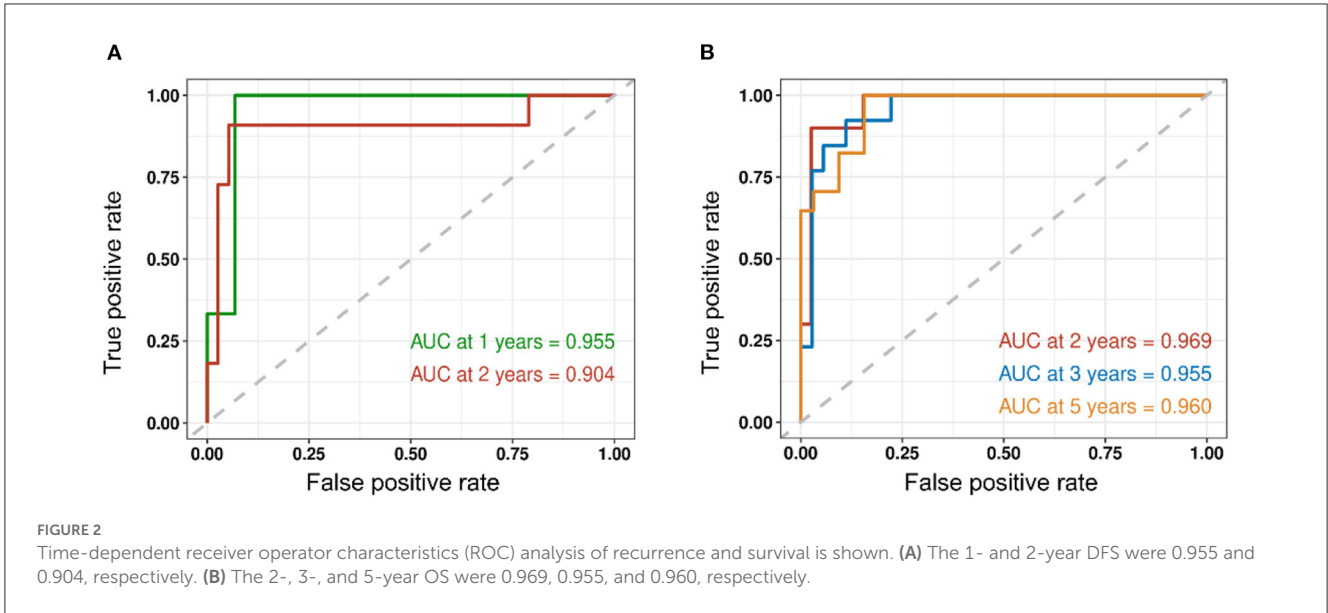 A
1.00
0.75
0.50
0.25
0.00
True positive rate
AUC at 1 years = 0.955
AUC at 2 years = 0.904
0.00 0.25 0.50 0.75 1.00
False positive rate
B
1.00
0.75
0.50
0.25
0.00
True positive rate
AUC at 2 years = 0.969
AUC at 3 years = 0.955
AUC at 5 years = 0.960
0.00 0.25 0.50 0.75 1.00
False positive rate
FIGURE 2
Time-dependent receiver operator characteristics (ROC) analysis of recurrence and survival is shown. (A) The 1- and 2-year DFS were 0.955 and
0.904, respectively. (B) The 2-, 3-, and 5-year OS were 0.969, 0.955, and 0.960, respectively.